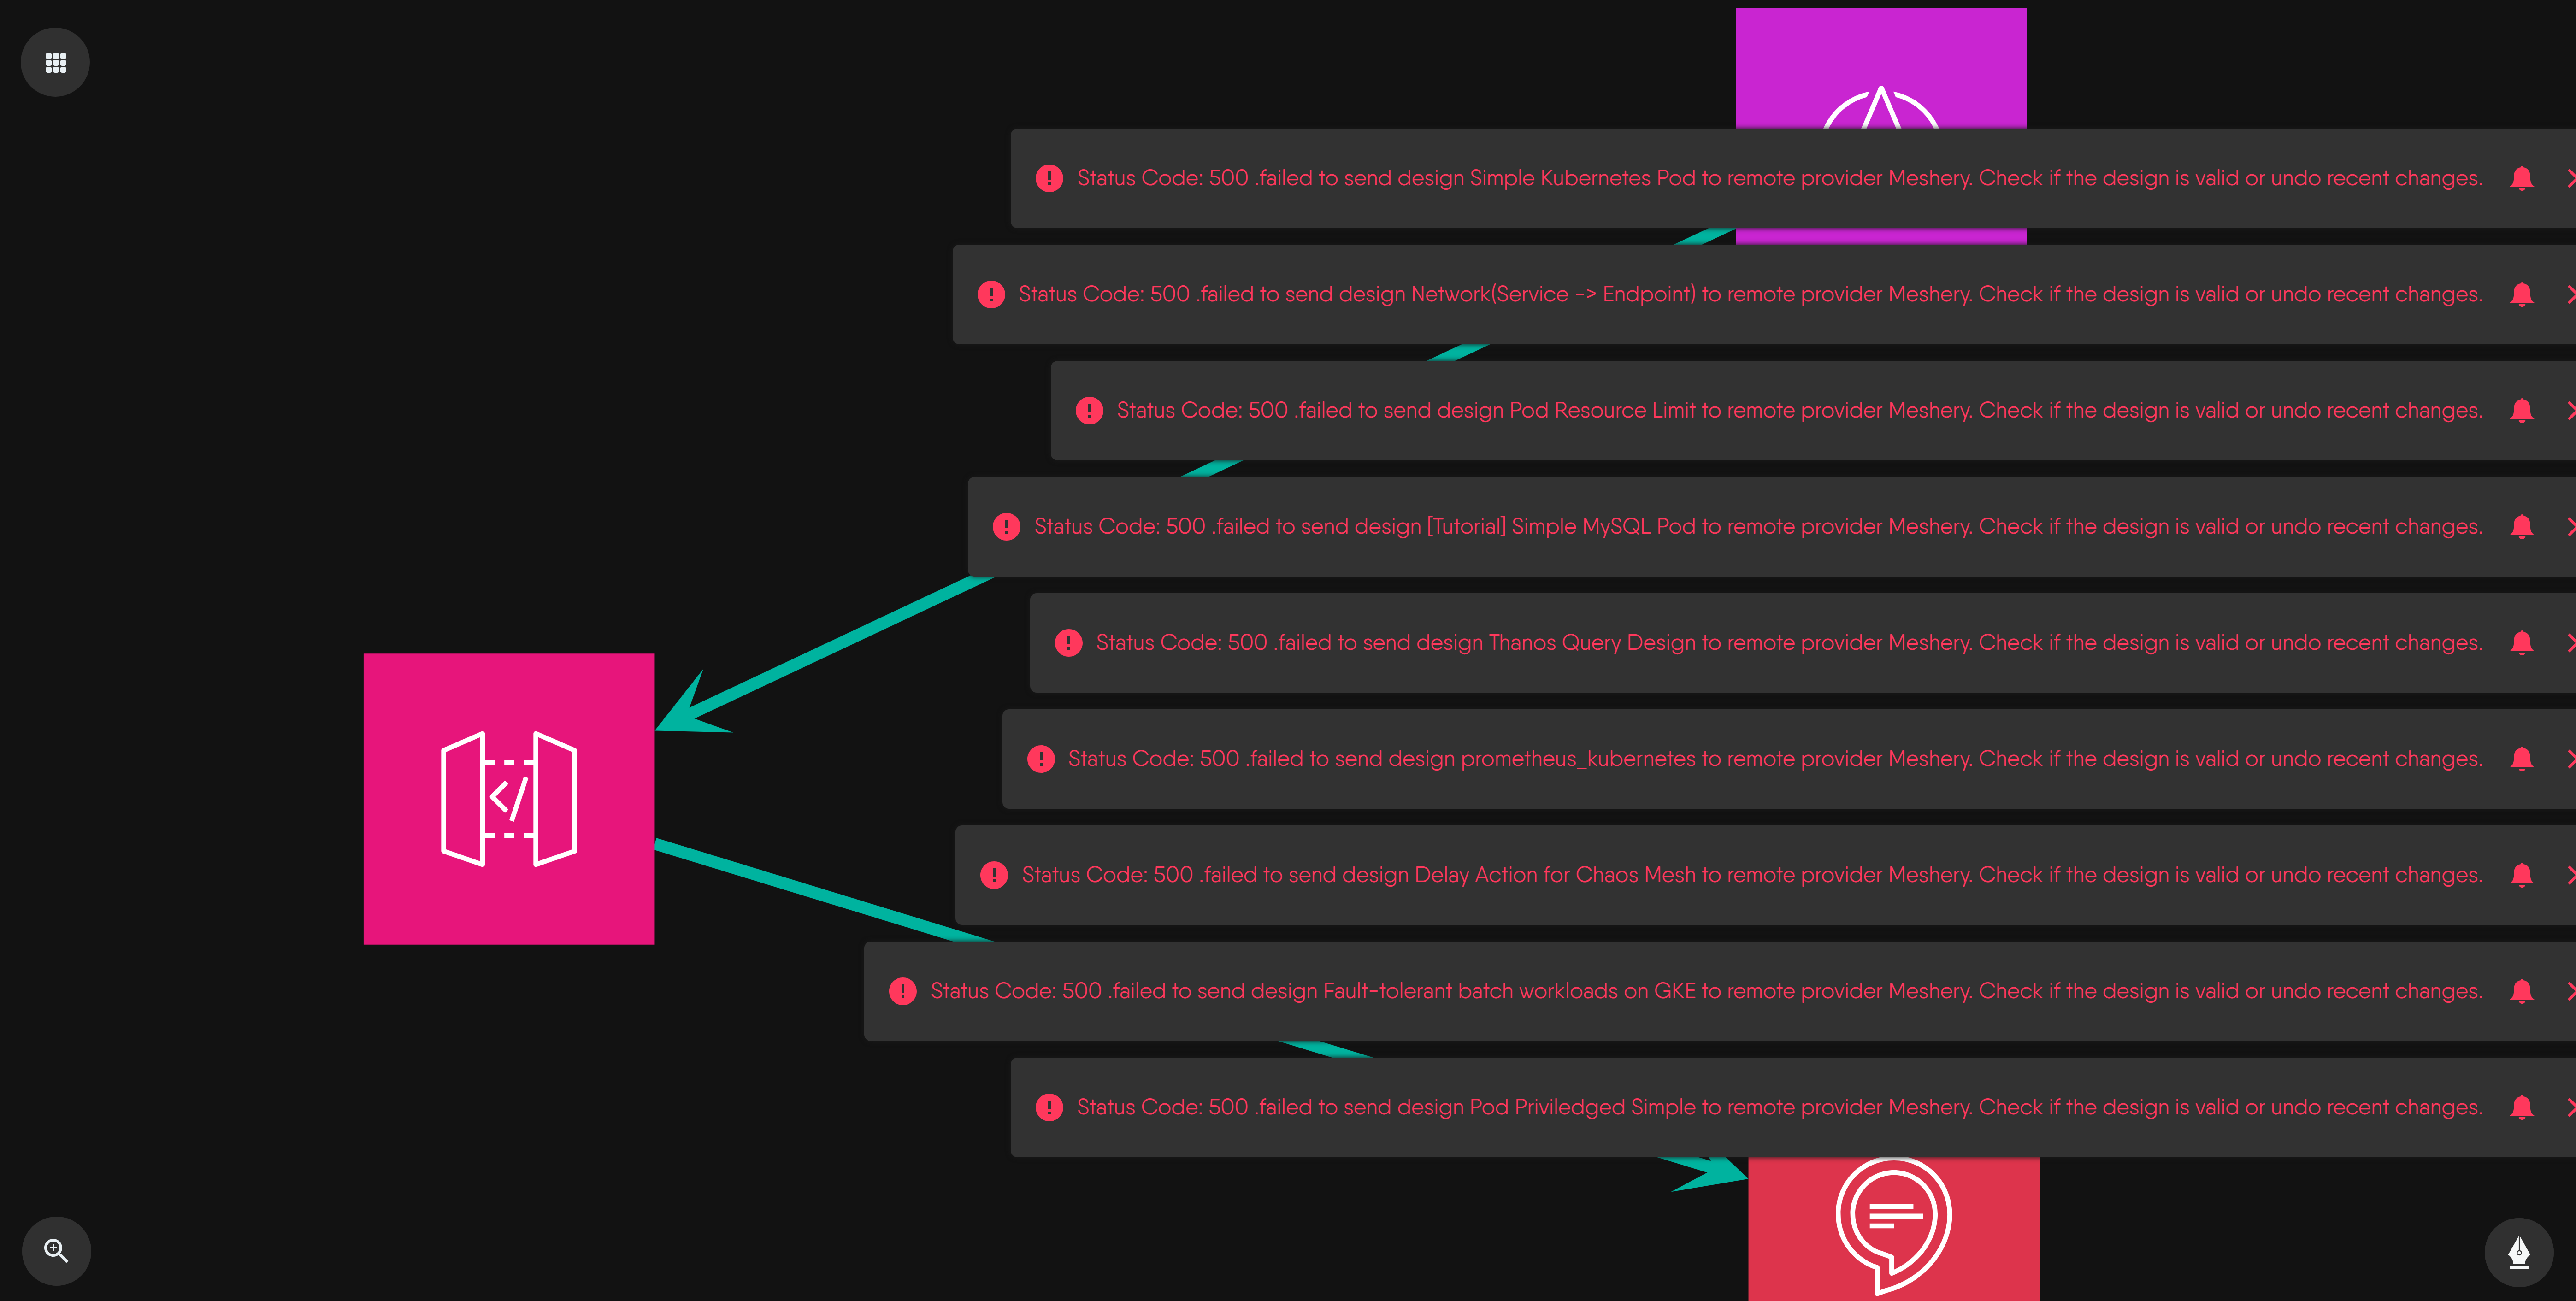 Status Code: 500 .failed to send design Simple Kubernetes Pod to remote provider Meshery. Check if the design is valid or undo recent changes.
Status Code: 500 .failed to send design Network(Service -> Endpoint) to remote provider Meshery. Check if the design is valid or undo recent changes.
Status Code: 500 .failed to send design Pod Resource Limit to remote provider Meshery. Check if the design is valid or undo recent changes.
Status Code: 500 .failed to send design [Tutorial] Simple MySQL Pod to remote provider Meshery. Check if the design is valid or undo recent changes.
Status Code: 500 .failed to send design Thanos Query Design to remote provider Meshery. Check if the design is valid or undo recent changes.
Status Code: 500 .failed to send design prometheus_kubernetes to remote provider Meshery. Check if the design is valid or undo recent changes.
Status Code: 500 .failed to send design Delay Action for Chaos Mesh to remote provider Meshery. Check if the design is valid or undo recent changes.
Status Code: 500 .failed to send design Fault-tolerant batch workloads on GKE to remote provider Meshery. Check if the design is valid or undo recent changes.
Status Code: 500 .failed to send design Pod Priviledged Simple to remote provider Meshery. Check if the design is valid or undo recent changes.